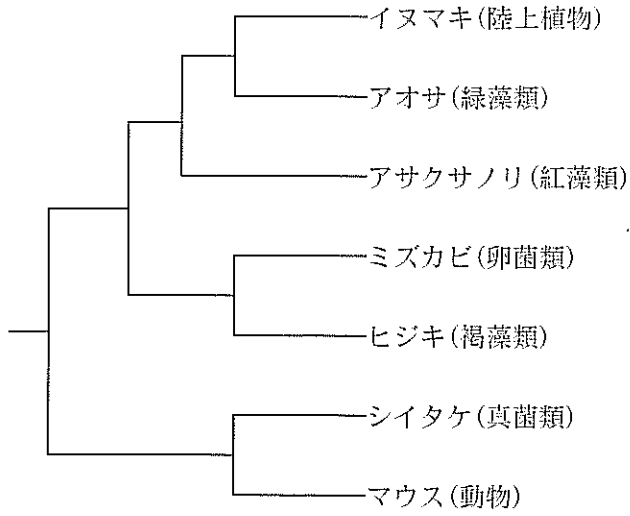 イヌマキ(陸上植物)
アオサ(緑藻類)
アサクサノリ(紅藻類)
ミズカビ(卵菌類)
ヒジキ(褐藻類)
シイタケ(真菌類)
マウス(動物)